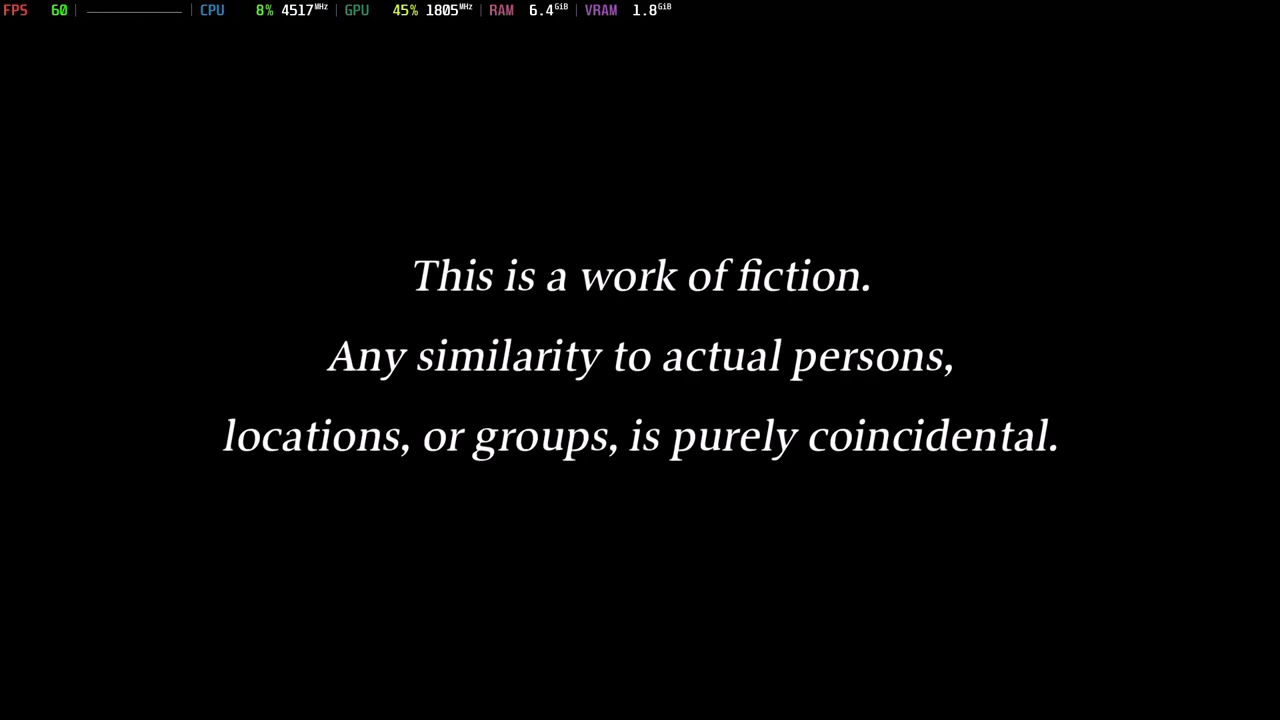 FPS 60 | CPU 8% 4517MHz | GPU 45% 1805MHz | RAM 6.4GiB | VRAM 1.8GiB
This is a work of fiction.
Any similarity to actual persons,
locations, or groups, is purely coincidental.